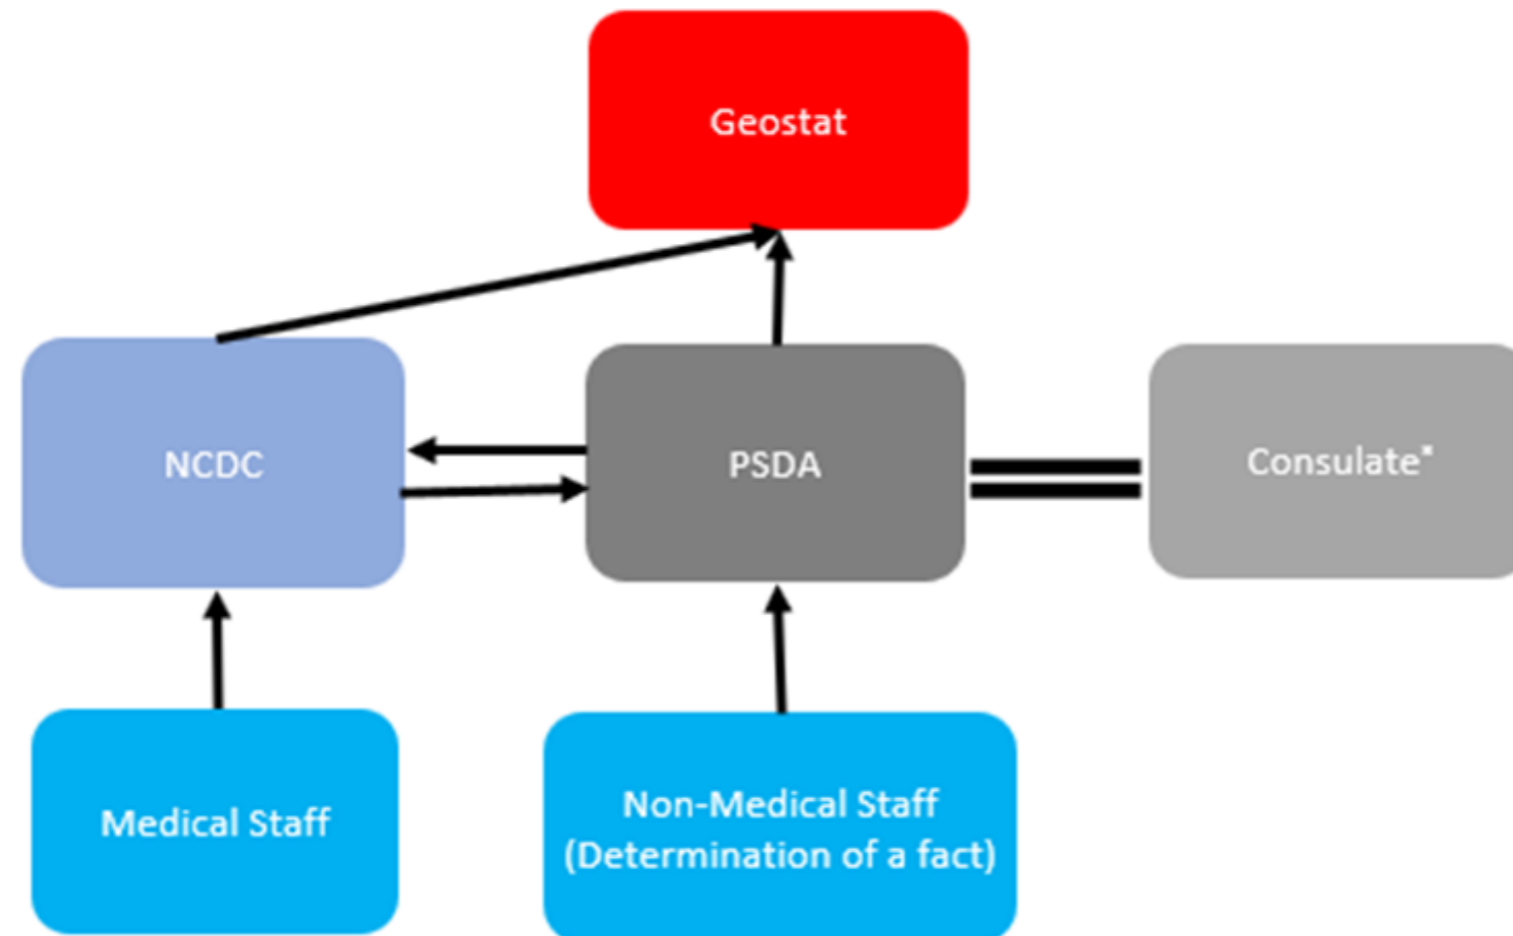 Geostat
NCDC
PSDA
Consulate*
Medical Staff
Non-Medical Staff
(Determination of a fact)